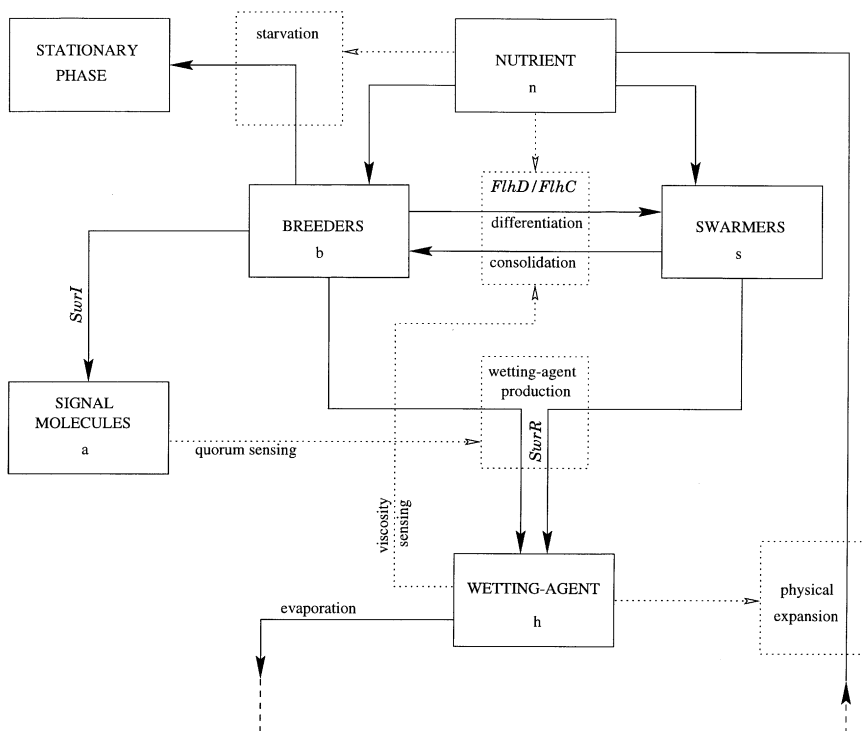 STATIONARY
PHASE
starvation
NUTRIENT
n
FlhD / FlhC
BREEDERS
b
differentiation
consolidation
SWARMERS
s
SwrI
SIGNAL
MOLECULES
a
quorum sensing
wetting-agent
production
SwrR
viscosity
sensing
WETTING-AGENT
h
physical
expansion
evaporation